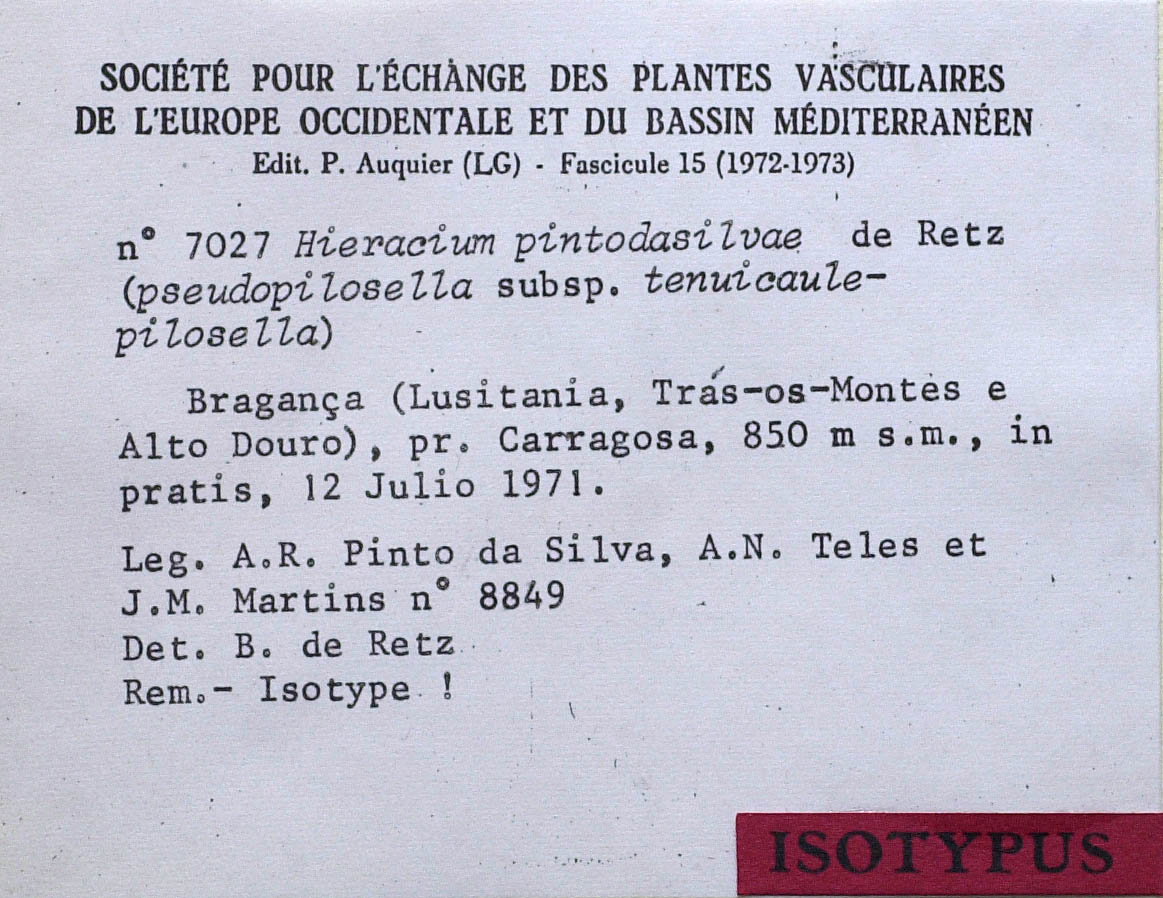 SOCIÉTÉ POUR L'ÉCHANGE DES PLANTES VASCULAIRES
DE L'EUROPE OCCIDENTALE ET DU BASSIN MÉDITERRANÉEN
Edit. P. Auquier (LG) - Fascicule 15 (1972-1973)
n° 7027 Hieracium pintodasilvae de Retz
(pseudopilosella subsp. tenuicaule-
pilosella)
Bragança (Lusitania, Trás-os-Montes e
Alto Douro), pr. Carragosa, 850 m s.m., in
pratis, 12 Julio 1971.
Leg. A.R. Pinto da Silva, A.N. Teles et
J.M. Martins n° 8849
Det. B. de Retz
Rem.- Isotype !
ISOTYPUS